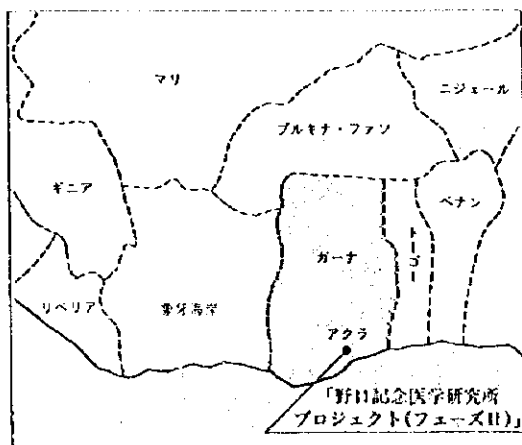 マリ
ニジェール
ブルキナ・ファソ
ギニア
ベナン
トーゴー
ガーナ
リベリア
象牙海岸
アクラ
「野口記念医学研究所
プロジェクト(フェーズII)」